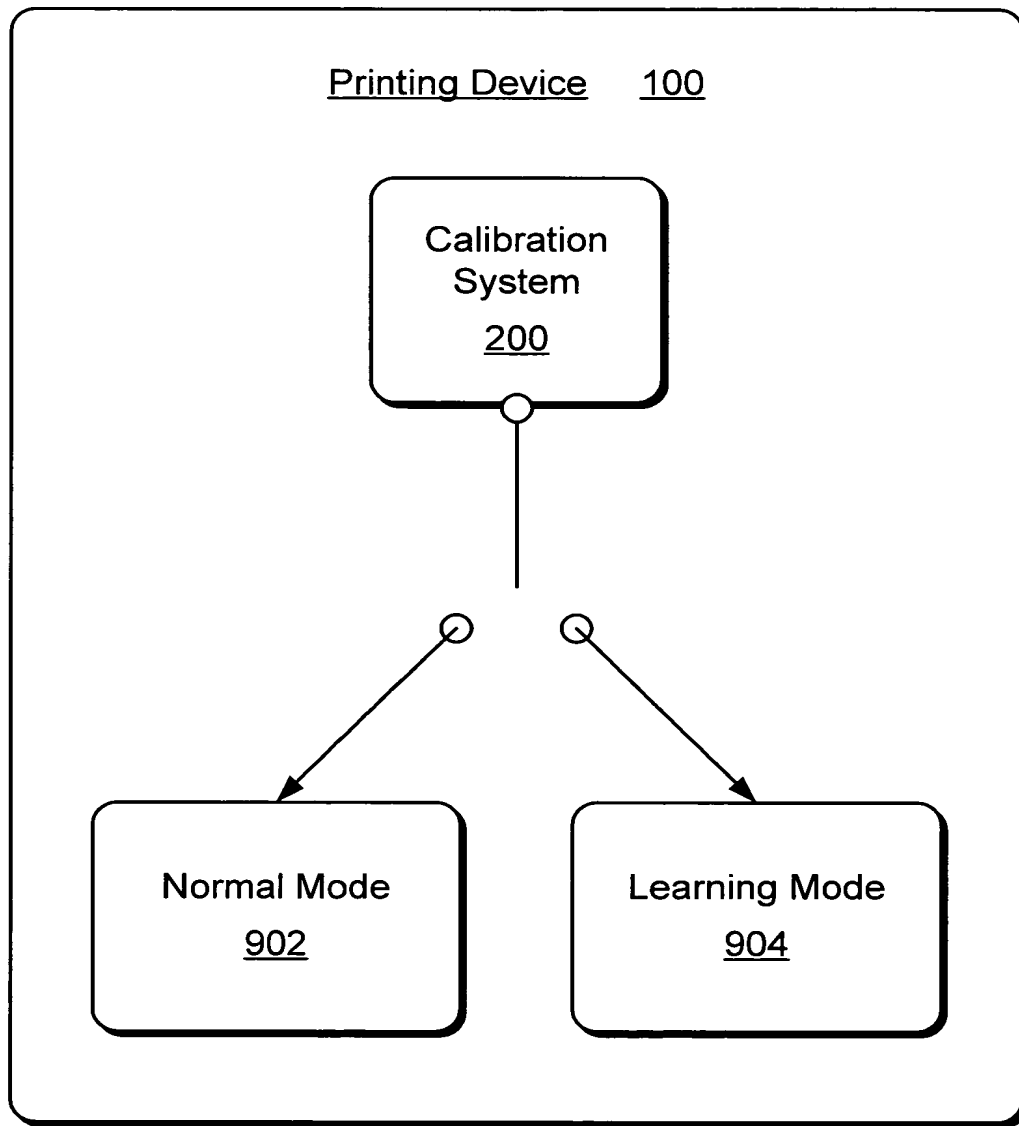 Printing Device 100
Calibration
System
200
Normal Mode
902
Learning Mode
904